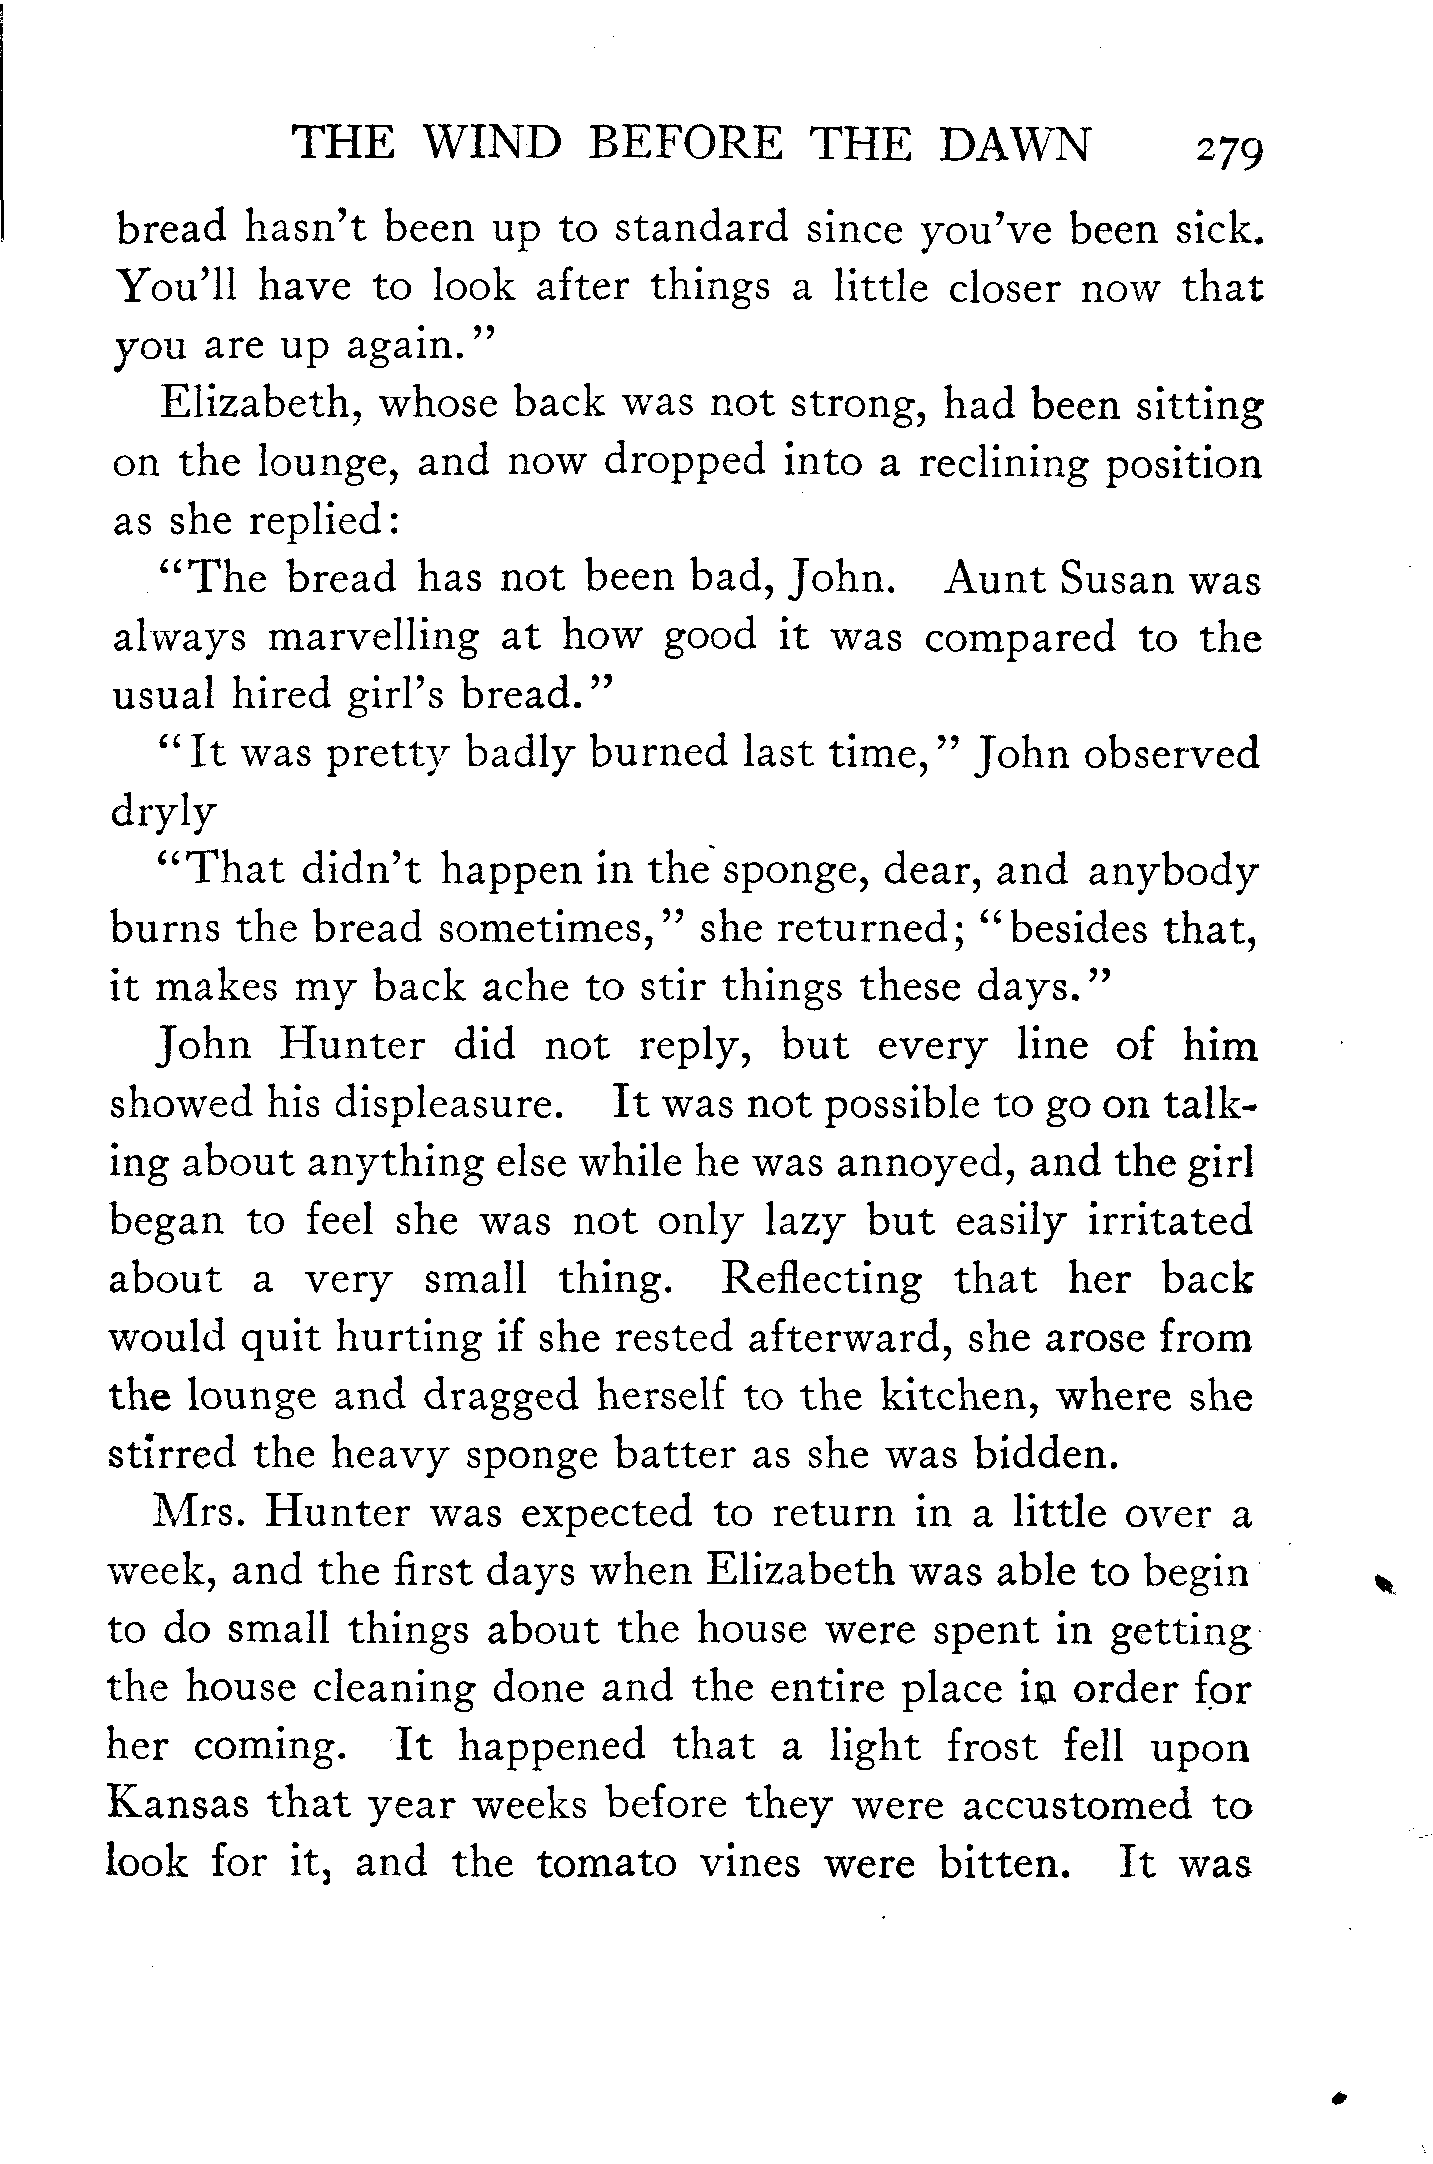 THE WIND BEFORE THE DAWN 279
bread hasn't been up to standard since you've been sick.
You'll have to look after things a little closer now that
you are up again."
Elizabeth, whose back was not strong, had been sitting
on the lounge, and now dropped into a reclining position
as she replied:
"The bread has not been bad, John. Aunt Susan was
always marvelling at how good it was compared to the
usual hired girl's bread."
"It was pretty badly burned last time," John observed
dryly
"That didn't happen in the sponge, dear, and anybody
burns the bread sometimes," she returned; "besides that,
it makes my back ache to stir things these days."
John Hunter did not reply, but every line of him
showed his displeasure. It was not possible to go on talk-
ing about anything else while he was annoyed, and the girl
began to feel she was not only lazy but easily irritated
about a very small thing. Reflecting that her back
would quit hurting if she rested afterward, she arose from
the lounge and dragged herself to the kitchen, where she
stirred the heavy sponge batter as she was bidden.
Mrs. Hunter was expected to return in a little over a
week, and the first days when Elizabeth was able to begin
to do small things about the house were spent in getting
the house cleaning done and the entire place in order for
her coming. It happened that a light frost fell upon
Kansas that year weeks before they were accustomed to
look for it, and the tomato vines were bitten. It was